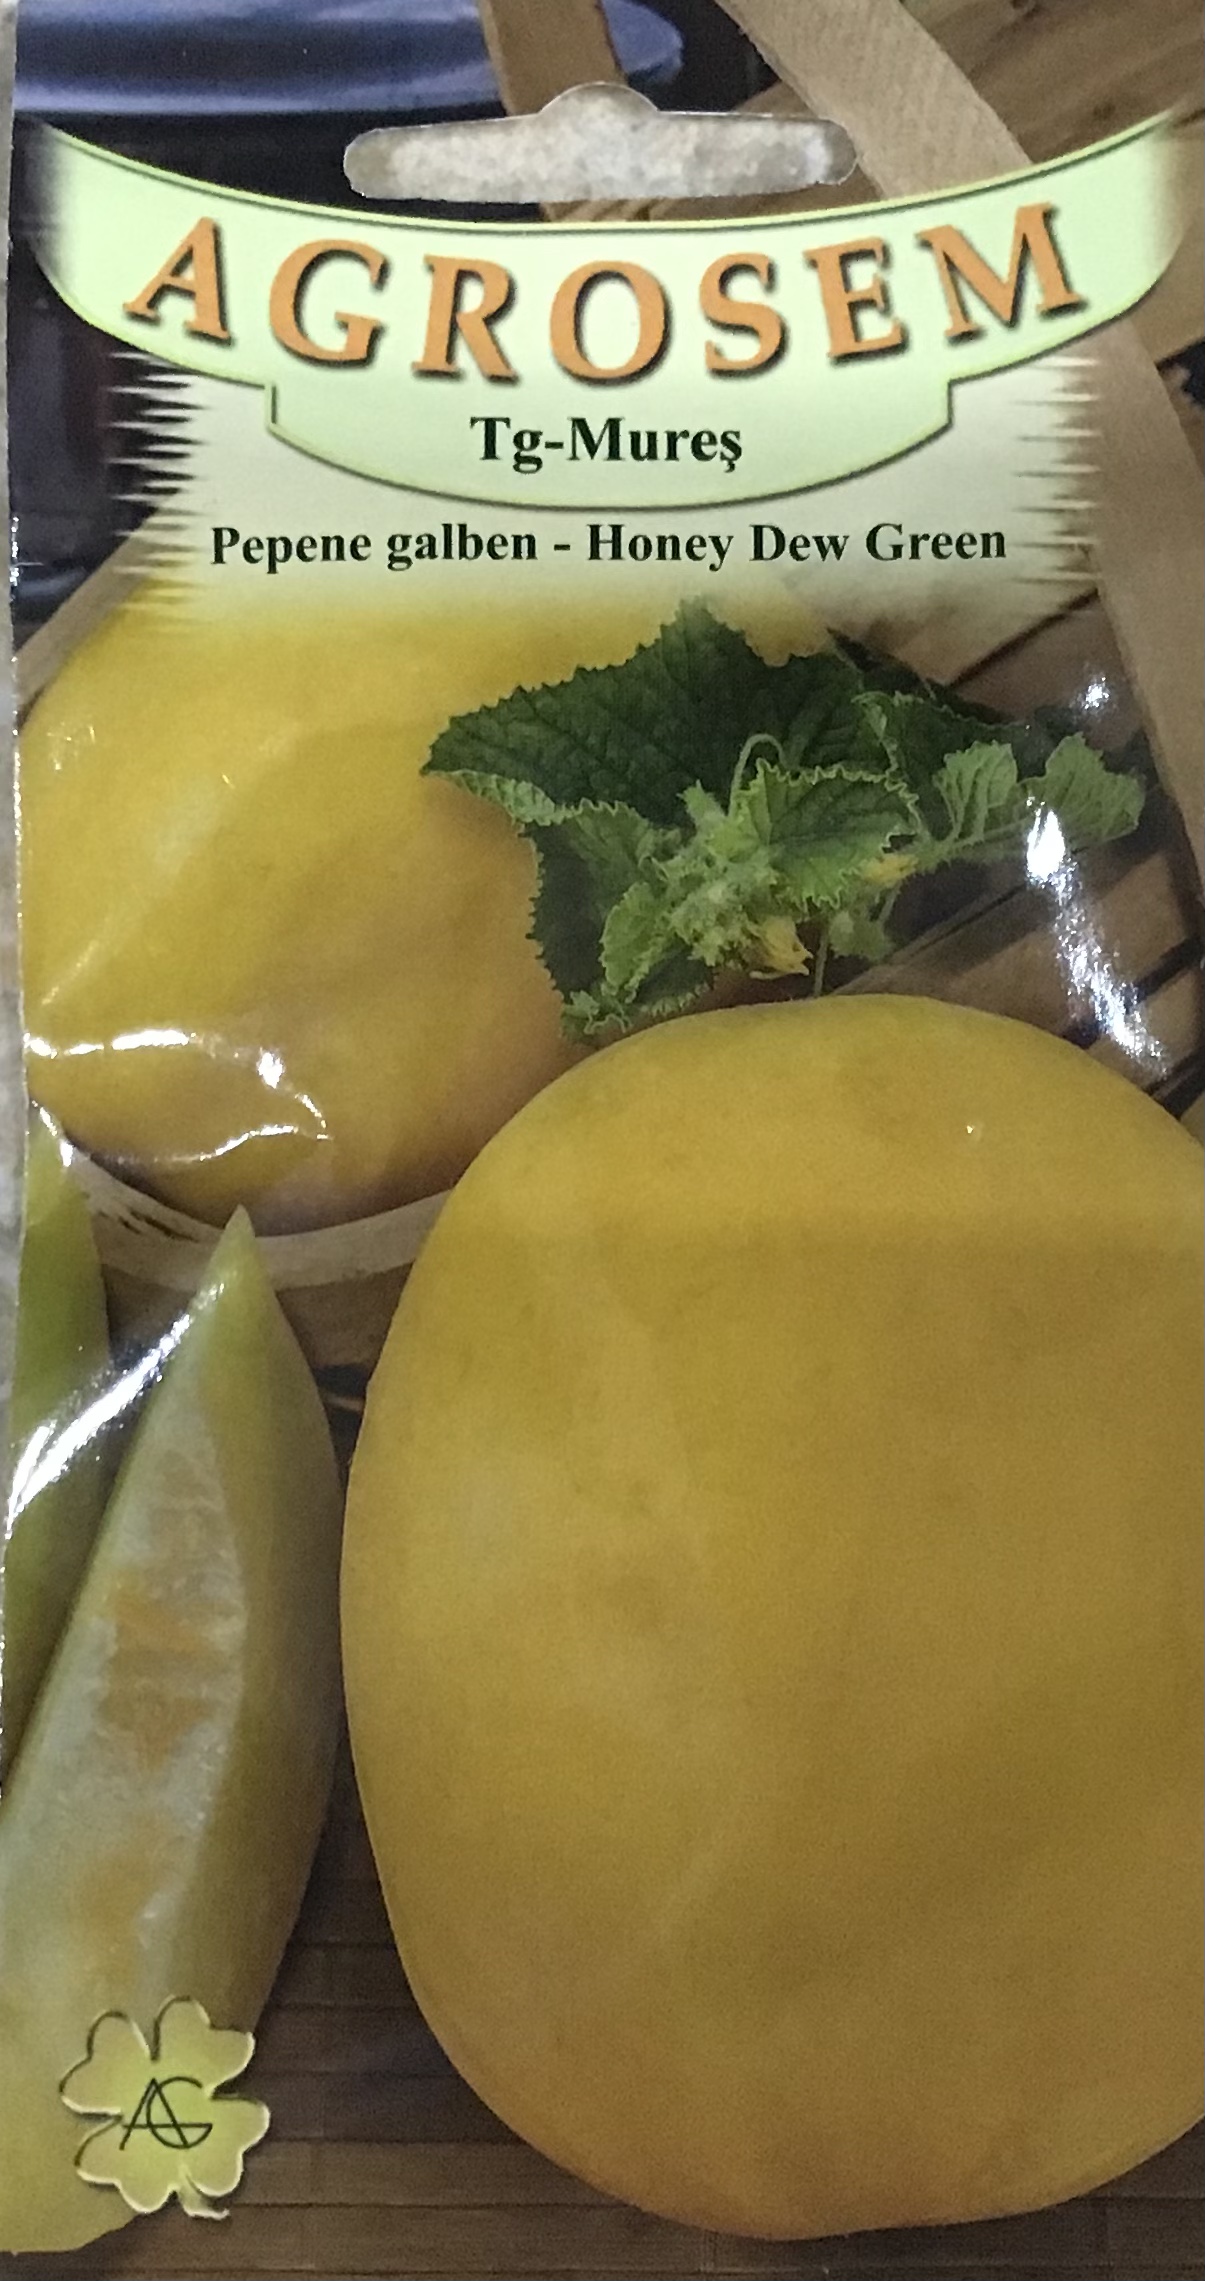 AGROSEM
Tg-Mureş
Pepene galben - Honey Dew Green
AG